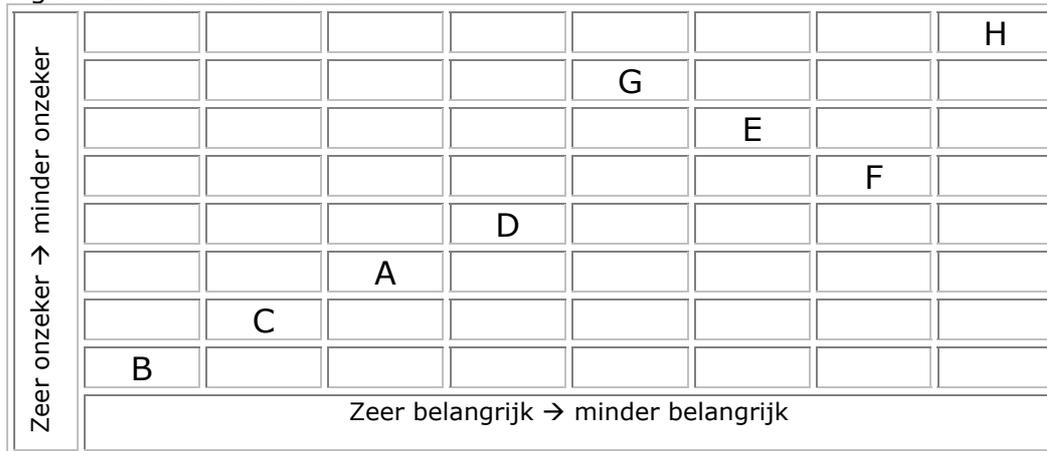 H
G
E
F
D
A
C
B
Zeer onzeker → minder onzeker
Zeer belangrijk → minder belangrijk